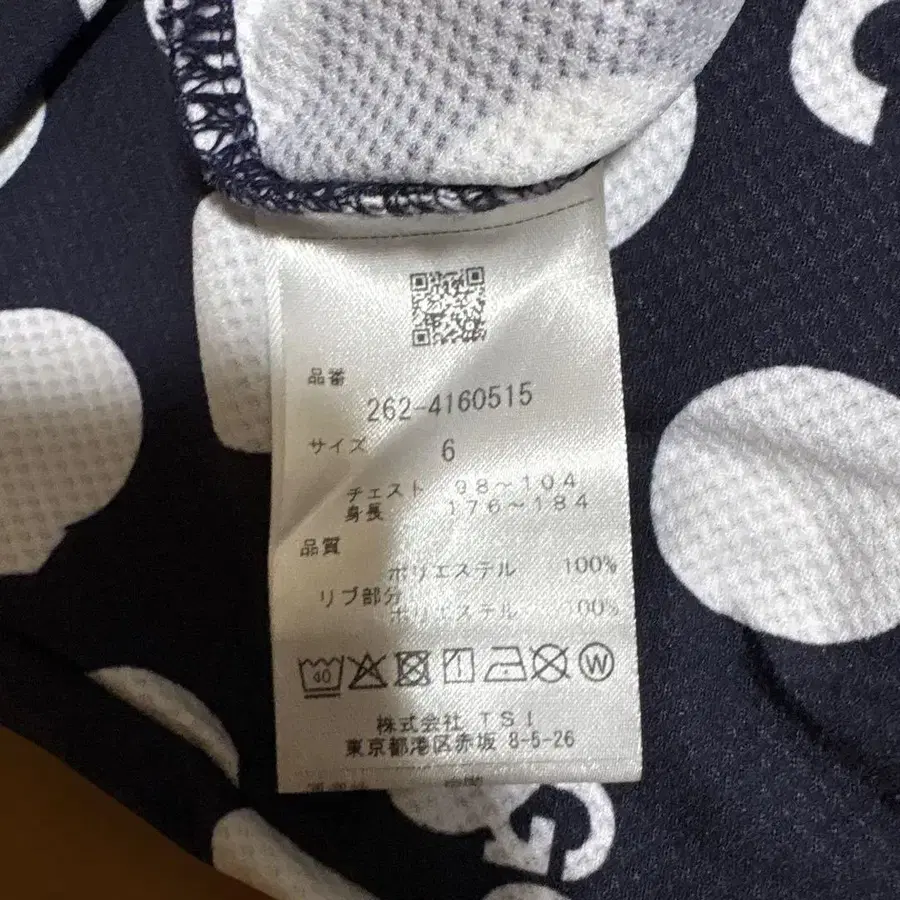 品番
262-4160515
サイズ 6
チェスト 98～104
身長 176～184
品質
ポリエステル 100%
リブ部分
ポリエステル 100%
40 W
株式会社 TSI
東京都港区赤坂 8-5-26
G